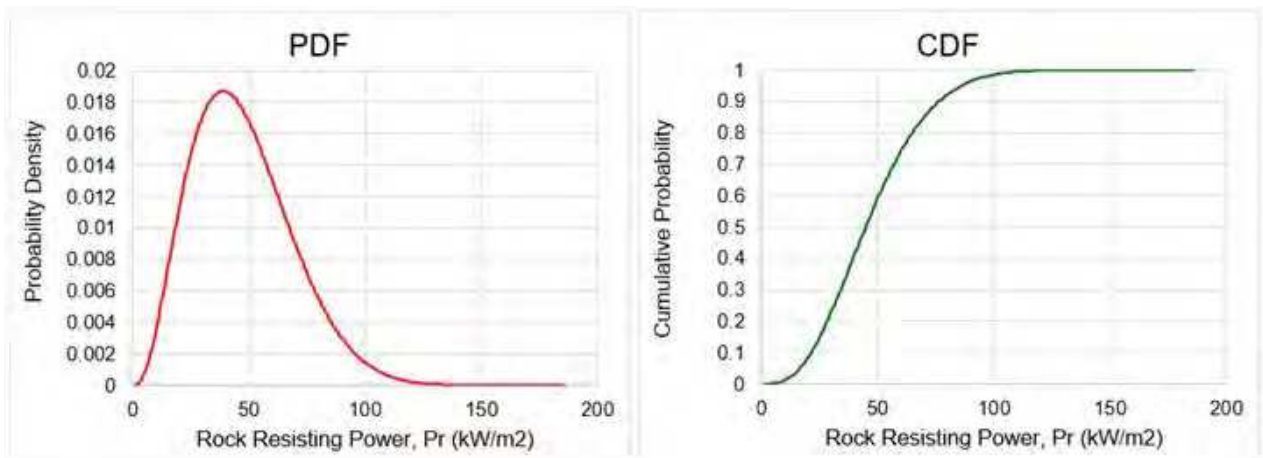 PDF
Probability Density
0.02
0.018
0.016
0.014
0.012
0.01
0.008
0.006
0.004
0.002
0
0 50 100 150 200
Rock Resisting Power, Pr (kW/m2)
CDF
Cumulative Probability
1
0.9
0.8
0.7
0.6
0.5
0.4
0.3
0.2
0.1
0
0 50 100 150 200
Rock Resisting Power, Pr (kW/m2)